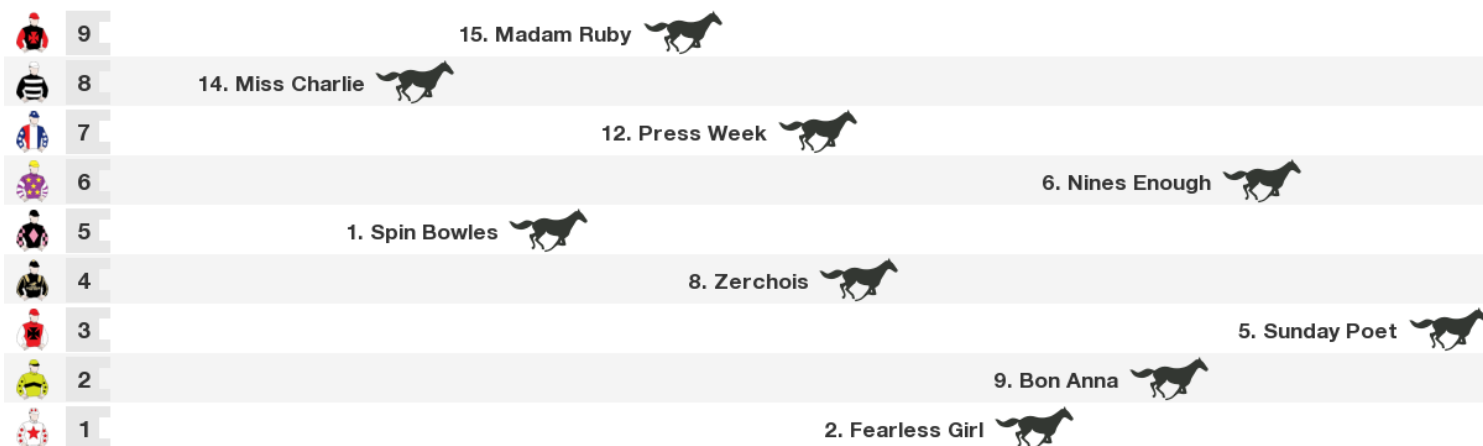 9 15. Madam Ruby
8 14. Miss Charlie
7 12. Press Week
6 6. Nines Enough
5 1. Spin Bowles
4 8. Zerchois
3 5. Sunday Poet
2 9. Bon Anna
1 2. Fearless Girl